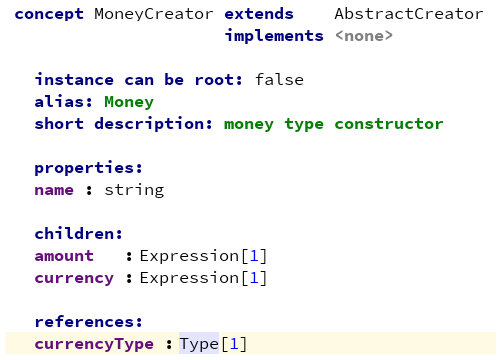 concept MoneyCreator extends AbstractCreator
implements <none>
instance can be root: false
alias: Money
short description: money type constructor
properties:
name : string
children:
amount : Expression[1]
currency : Expression[1]
references:
currencyType : Type[1]